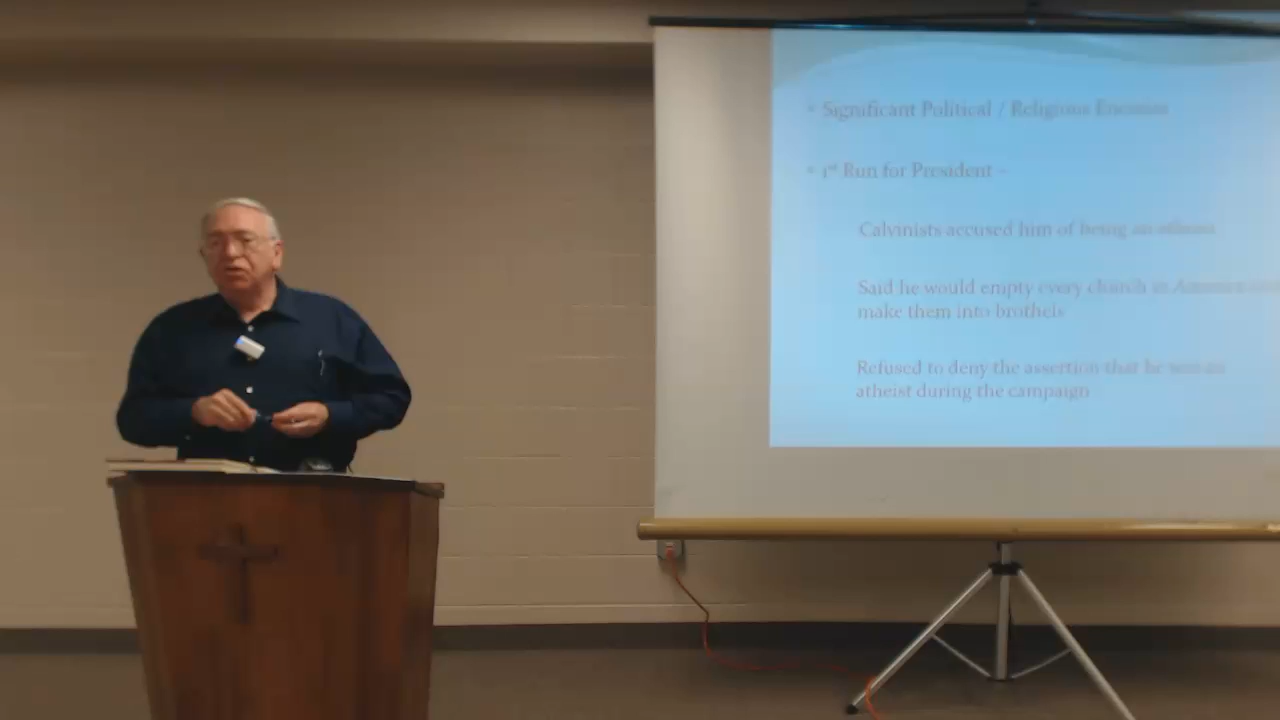 • Significant Political / Religious Enemies
• 1st Run for President -
Calvinists accused him of being an atheist
Said he would empty every church in America
make them into brothels
Refused to deny the assertion that he was an
atheist during the campaign